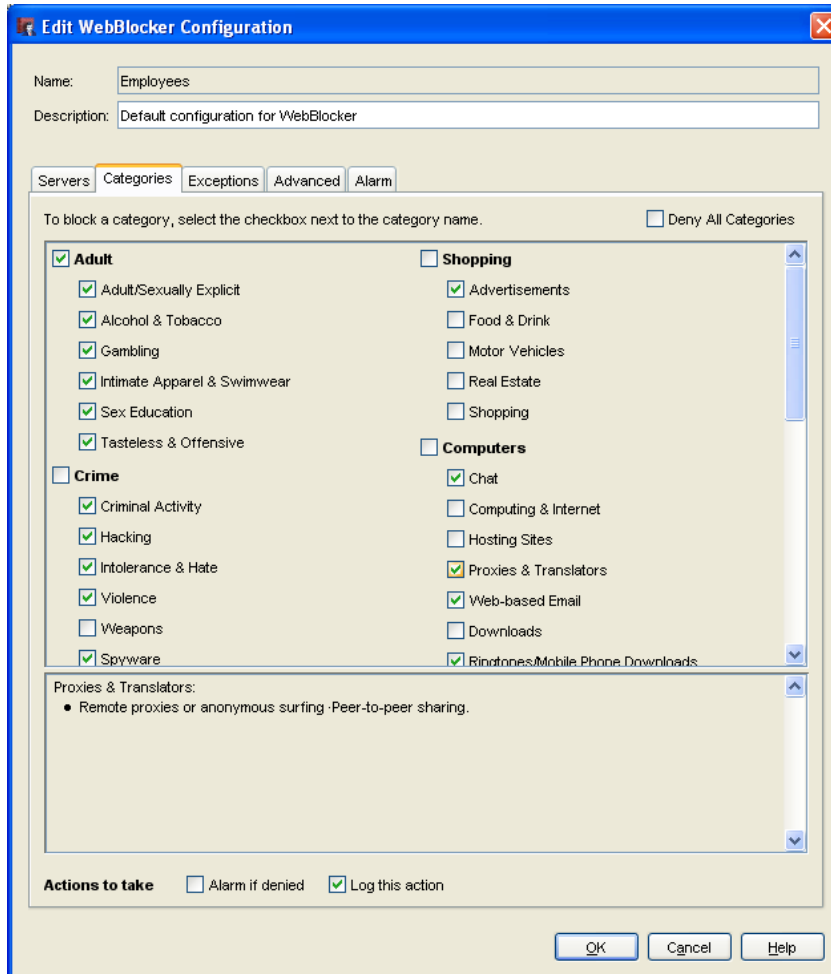 Edit WebBlocker Configuration
Name: Employees
Description: Default configuration for WebBlocker
Servers Categories Exceptions Advanced Alarm
To block a category, select the checkbox next to the category name. Deny All Categories
Adult
Adult/Sexually Explicit
Alcohol & Tobacco
Gambling
Intimate Apparel & Swimwear
Sex Education
Tasteless & Offensive
Crime
Criminal Activity
Hacking
Intolerance & Hate
Violence
Weapons
Spyware
Shopping
Advertisements
Food & Drink
Motor Vehicles
Real Estate
Shopping
Computers
Chat
Computing & Internet
Hosting Sites
Proxies & Translators
Web-based Email
Downloads
Ringtones/Mobile Phone Downloads
Proxies & Translators:
• Remote proxies or anonymous surfing ·Peer-to-peer sharing.
Actions to take Alarm if denied Log this action
OK Cancel Help